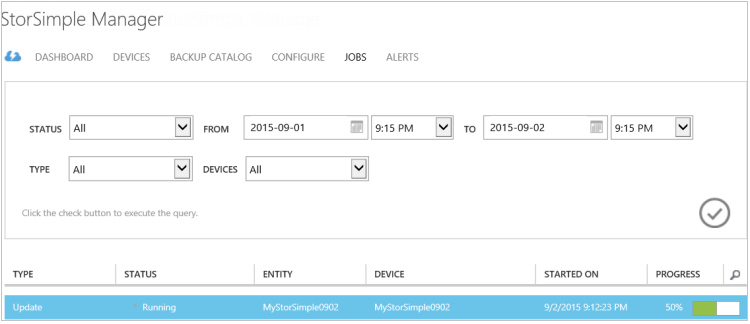 StorSimple Manager
DASHBOARD DEVICES BACKUP CATALOG CONFIGURE JOBS ALERTS
STATUS All FROM 2015-09-01 9:15 PM TO 2015-09-02 9:15 PM
TYPE All DEVICES All
Click the check button to execute the query.
TYPE STATUS ENTITY DEVICE STARTED ON PROGRESS
Update Running MyStorSimple0902 MyStorSimple0902 9/2/2015 9:12:23 PM 50%